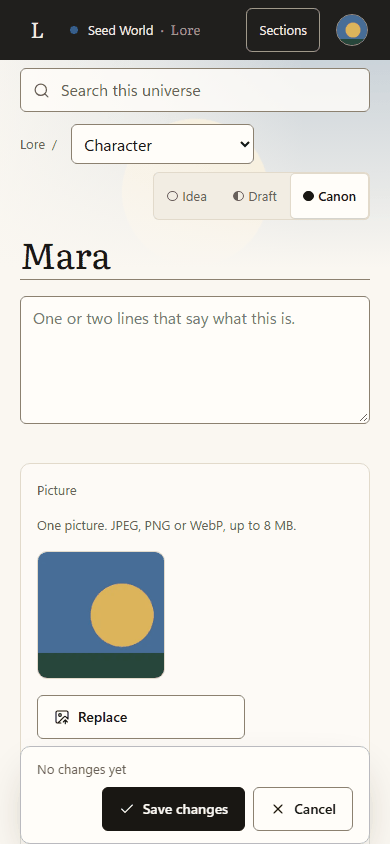 L
Seed World · Lore
Sections
Search this universe
Lore /
Character
Idea
Draft
Canon
Mara
One or two lines that say what this is.
Picture
One picture. JPEG, PNG or WebP, up to 8 MB.
Replace
No changes yet
Save changes
Cancel